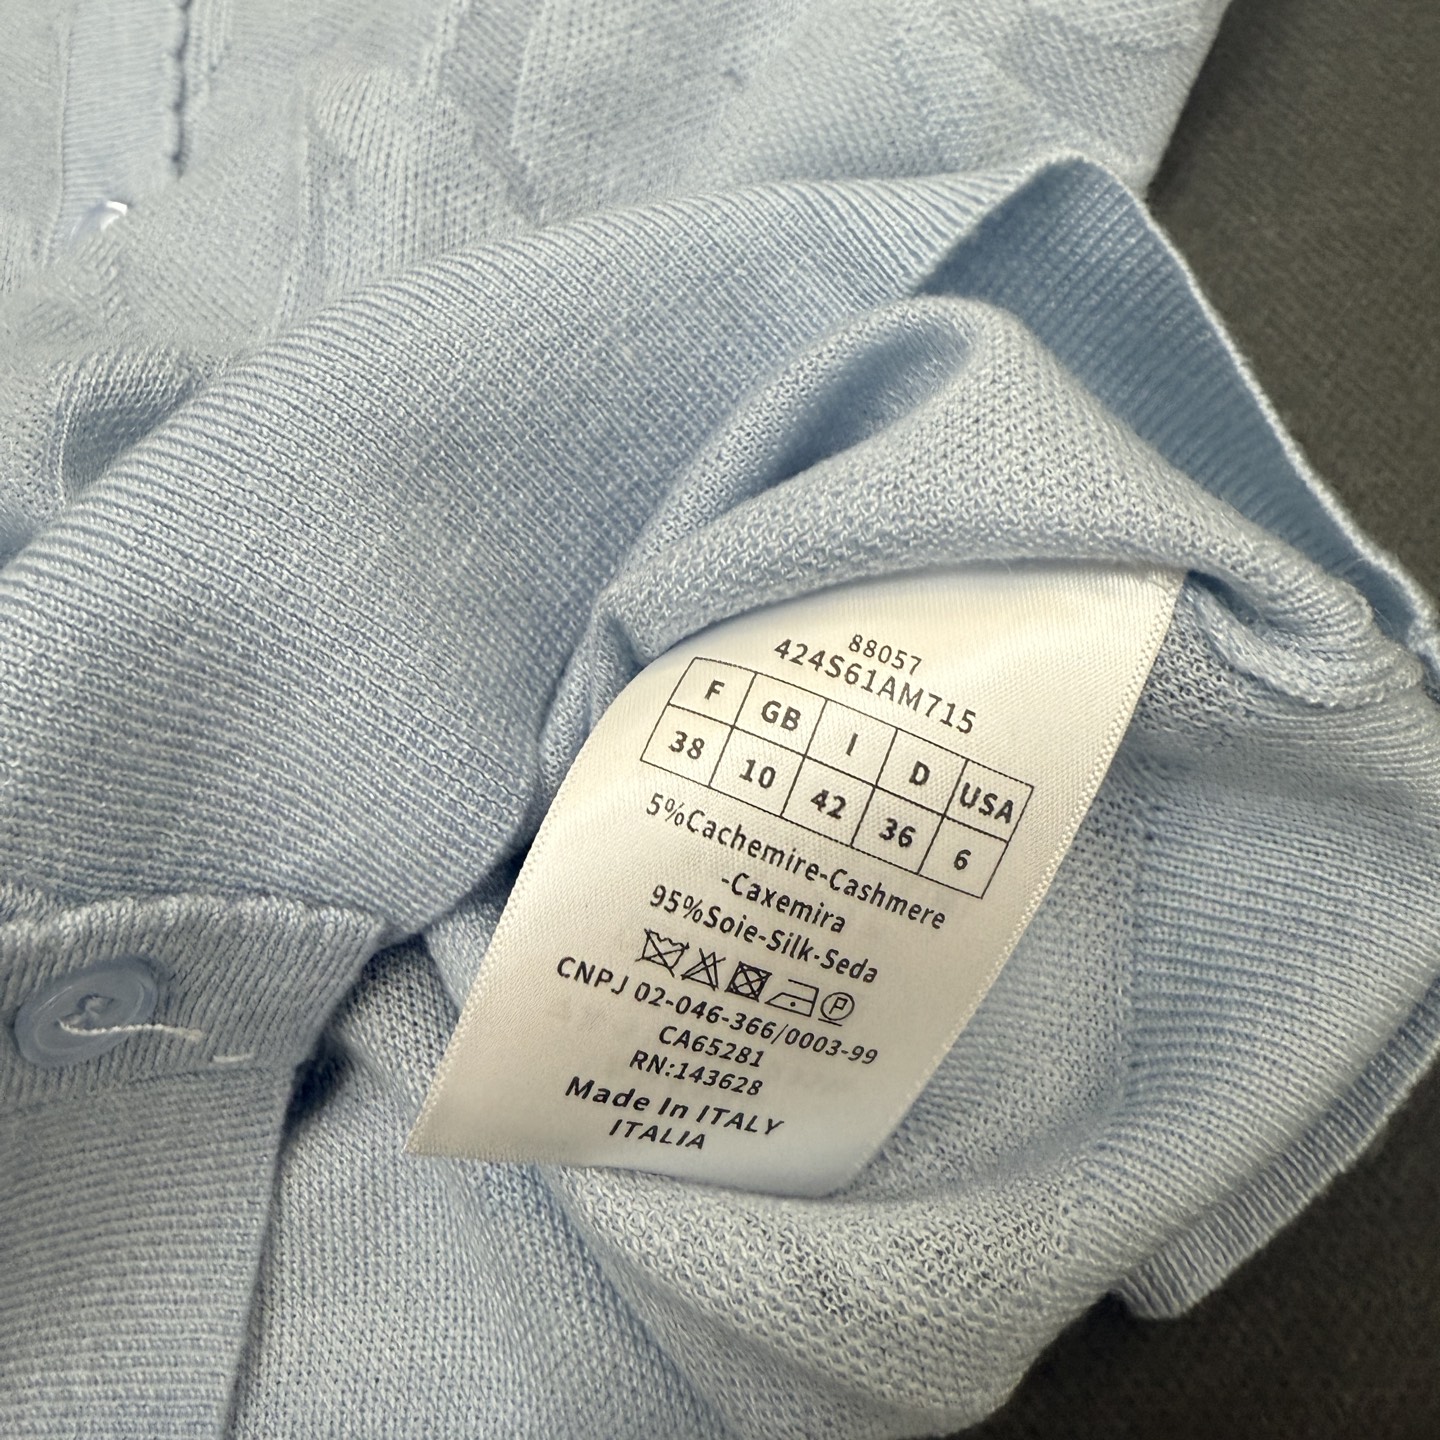 88057
424S61AM715
F GB I D USA
38 10 42 36 6
5%Cachemire-Cashmere
-Caxemira
95%Soie-Silk-Seda
P
CNPJ 02-046-366/0003-99
CA65281
RN:143628
Made In ITALY
ITALIA